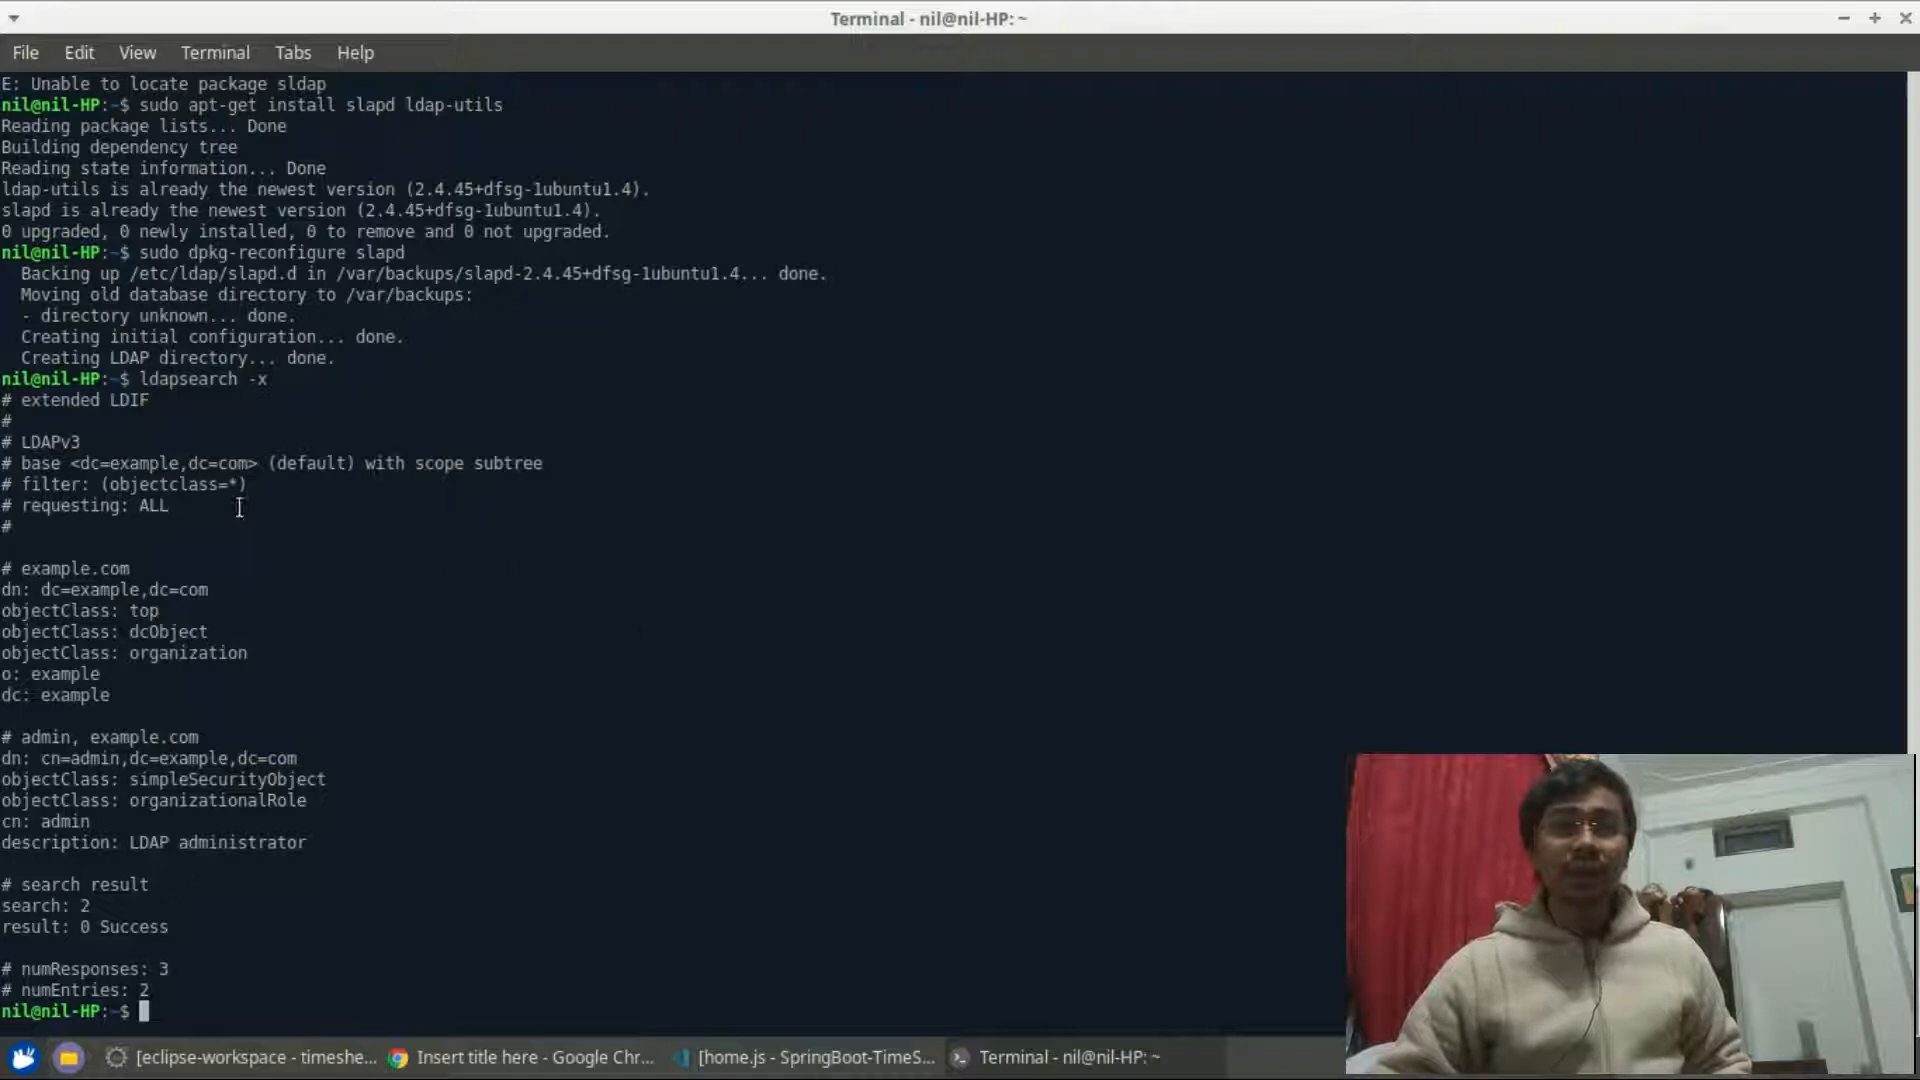 Terminal - nil@nil-HP: ~
File Edit View Terminal Tabs Help
E: Unable to locate package sldap
nil@nil-HP:~$ sudo apt-get install slapd ldap-utils
Reading package lists... Done
Building dependency tree
Reading state information... Done
ldap-utils is already the newest version (2.4.45+dfsg-1ubuntu1.4).
slapd is already the newest version (2.4.45+dfsg-1ubuntu1.4).
0 upgraded, 0 newly installed, 0 to remove and 0 not upgraded.
nil@nil-HP:~$ sudo dpkg-reconfigure slapd
  Backing up /etc/ldap/slapd.d in /var/backups/slapd-2.4.45+dfsg-1ubuntu1.4... done.
  Moving old database directory to /var/backups:
  - directory unknown... done.
  Creating initial configuration... done.
  Creating LDAP directory... done.
nil@nil-HP:~$ ldapsearch -x
# extended LDIF
#
# LDAPv3
# base <dc=example,dc=com> (default) with scope subtree
# filter: (objectclass=*)
# requesting: ALL
#
# example.com
dn: dc=example,dc=com
objectClass: top
objectClass: dcObject
objectClass: organization
o: example
dc: example
# admin, example.com
dn: cn=admin,dc=example,dc=com
objectClass: simpleSecurityObject
objectClass: organizationalRole
cn: admin
description: LDAP administrator
# search result
search: 2
result: 0 Success
# numResponses: 3
# numEntries: 2
nil@nil-HP:~$
[eclipse-workspace - timeshe... Insert title here - Google Chr... [home.js - SpringBoot-TimeS... Terminal - nil@nil-HP: ~